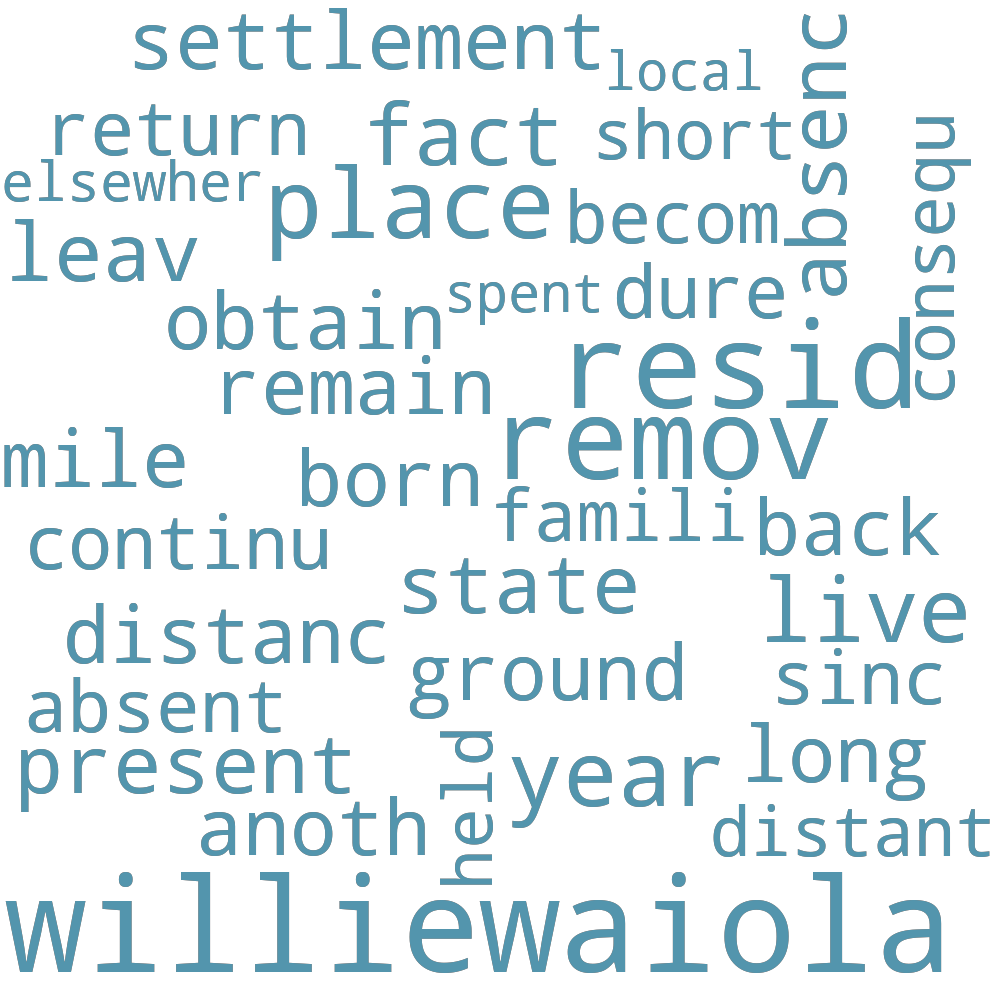 settlement
local
absenc
return
fact
short
consequ
elsewher
place
becom
leav
obtain
spent
dure
resid
remain
remov
mile
born
famili
back
continu
state
live
distanc
ground
sinc
absent
present
held
year
long
anoth
distant
williewaiola